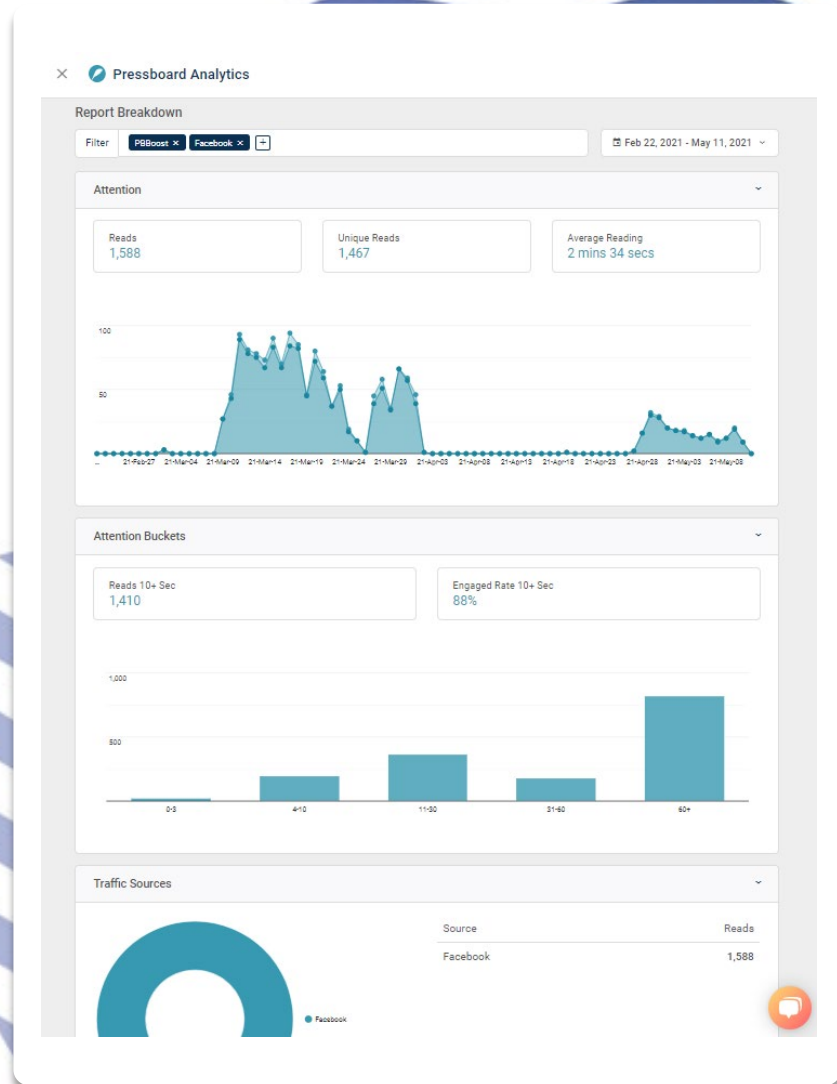 × Pressboard Analytics
Report Breakdown
Filter PBBoost × Facebook × + Feb 22, 2021 - May 11, 2021
Attention
Reads Unique Reads Average Reading
1,588 1,467 2 mins 34 secs
100
50
... 21-Feb-27 21-Mar-04 21-Mar-09 21-Mar-14 21-Mar-19 21-Mar-24 21-Mar-29 21-Apr-03 21-Apr-08 21-Apr-13 21-Apr-18 21-Apr-23 21-Apr-28 21-May-03 21-May-08
Attention Buckets
Reads 10+ Sec Engaged Rate 10+ Sec
1,410 88%
1,000
500
0-3 4-10 11-30 31-60 60+
Traffic Sources
Source Reads
Facebook 1,588
Facebook